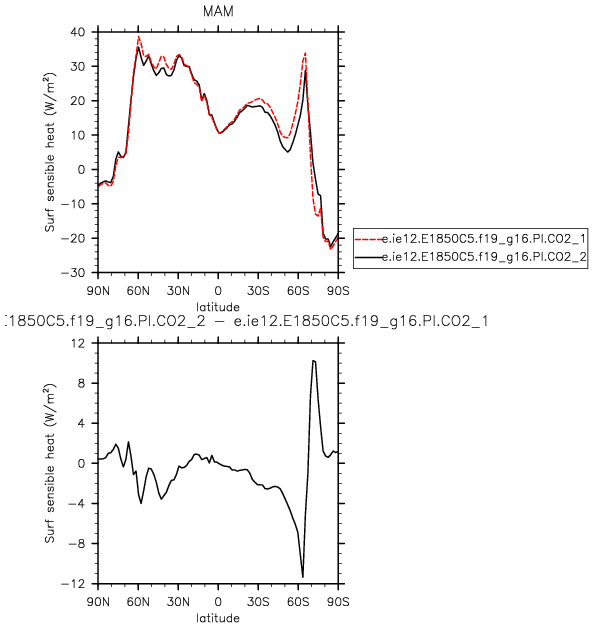 MAM
40
30
20
10
0
−10
−20
−30
Surf sensible heat (W/m²)
90N 60N 30N 0 30S 60S 90S
latitude
e.ie12.E1850C5.f19_g16.PI.CO2_1
e.ie12.E1850C5.f19_g16.PI.CO2_2
:1850C5.f19_g16.PI.CO2_2 − e.ie12.E1850C5.f19_g16.PI.CO2_1
12
8
4
0
−4
−8
−12
Surf sensible heat (W/m²)
90N 60N 30N 0 30S 60S 90S
latitude